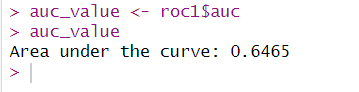 > auc_value <- roc1$auc
> auc_value
Area under the curve: 0.6465
>